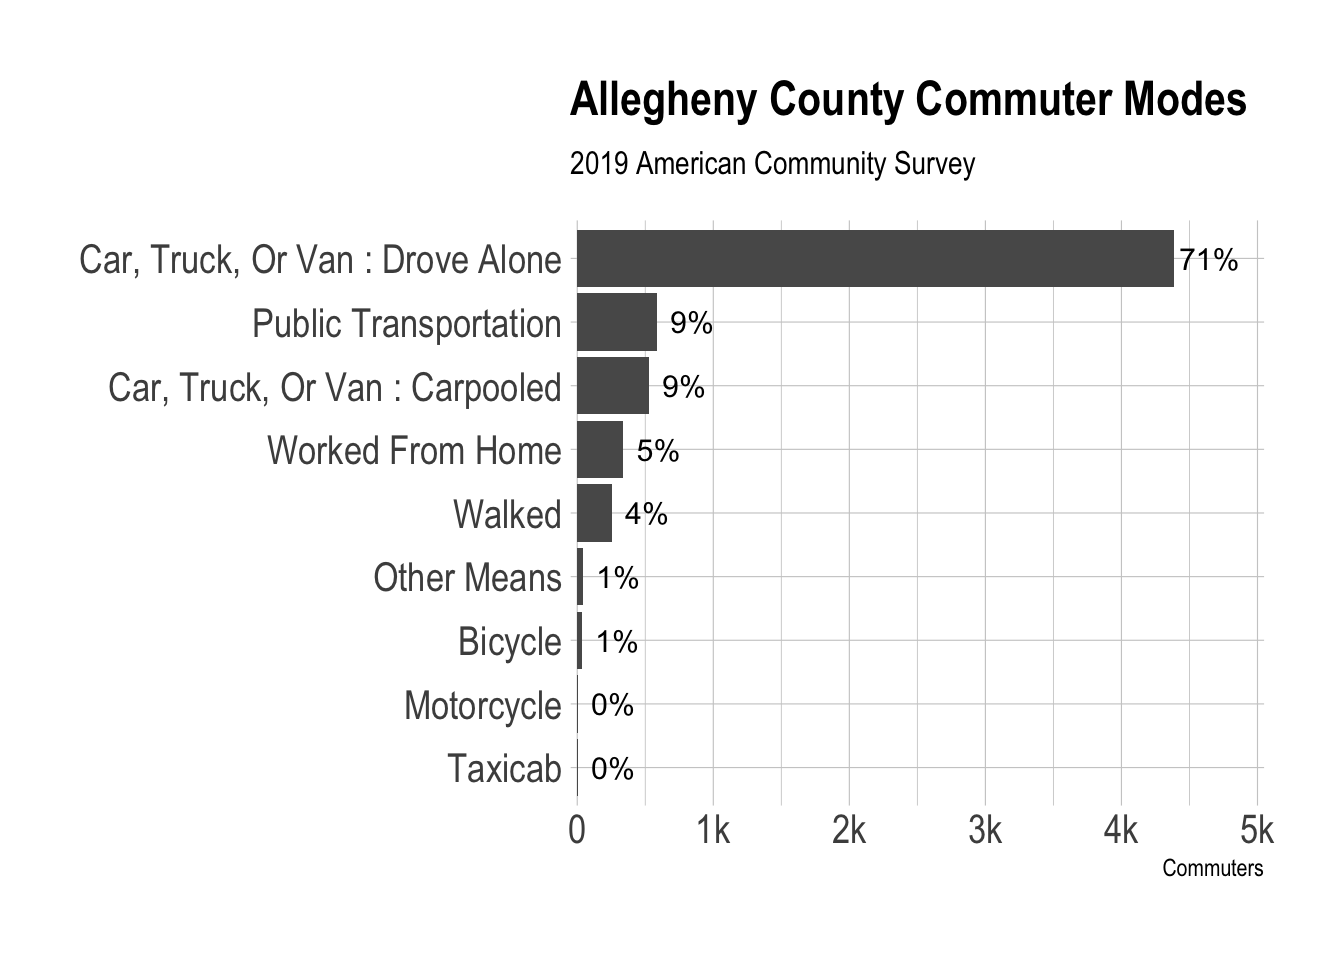 Allegheny County Commuter Modes
2019 American Community Survey
Car, Truck, Or Van : Drove Alone 71%
Public Transportation 9%
Car, Truck, Or Van : Carpooled 9%
Worked From Home 5%
Walked 4%
Other Means 1%
Bicycle 1%
Motorcycle 0%
Taxicab 0%
0 1k 2k 3k 4k 5k
Commuters